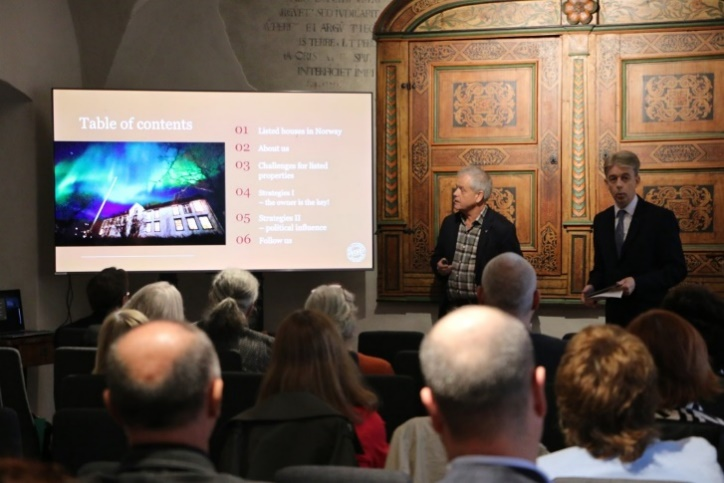 Table of contents
01 Listed houses in Norway
02 About us
03 Challenges for listed
properties
04 Strategies I
– the owner is the key!
05 Strategies II
– political influence
06 Follow us